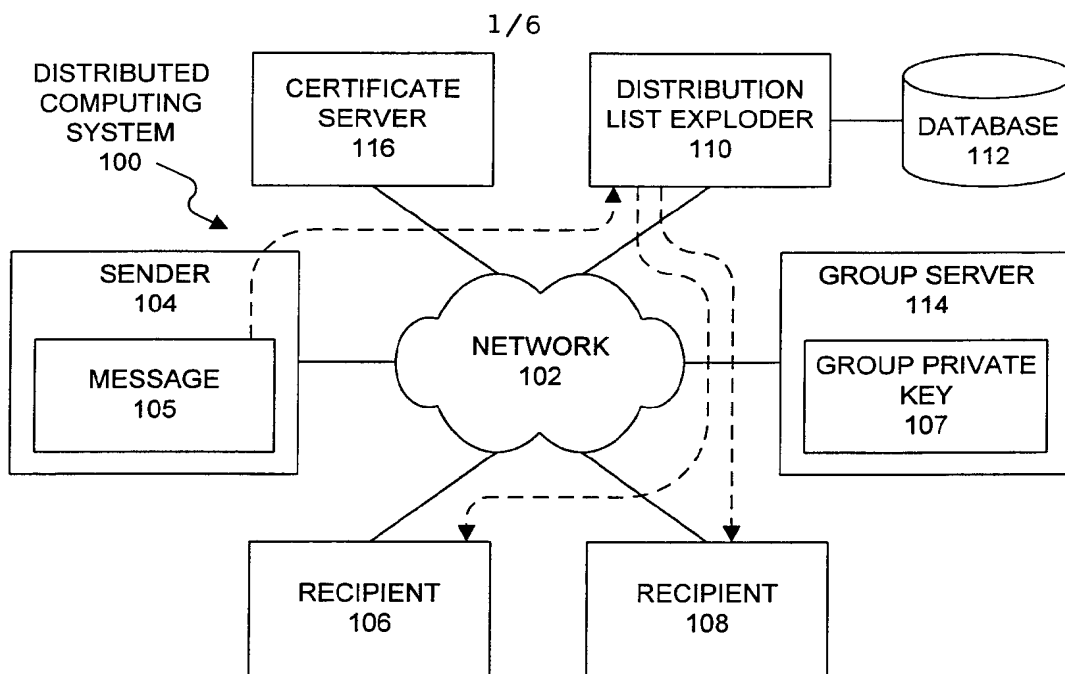 1/6
DISTRIBUTED
COMPUTING
SYSTEM
100
CERTIFICATE
SERVER
116
DISTRIBUTION
LIST EXPLODER
110
DATABASE
112
SENDER
104
MESSAGE
105
NETWORK
102
GROUP SERVER
114
GROUP PRIVATE
KEY
107
RECIPIENT
106
RECIPIENT
108